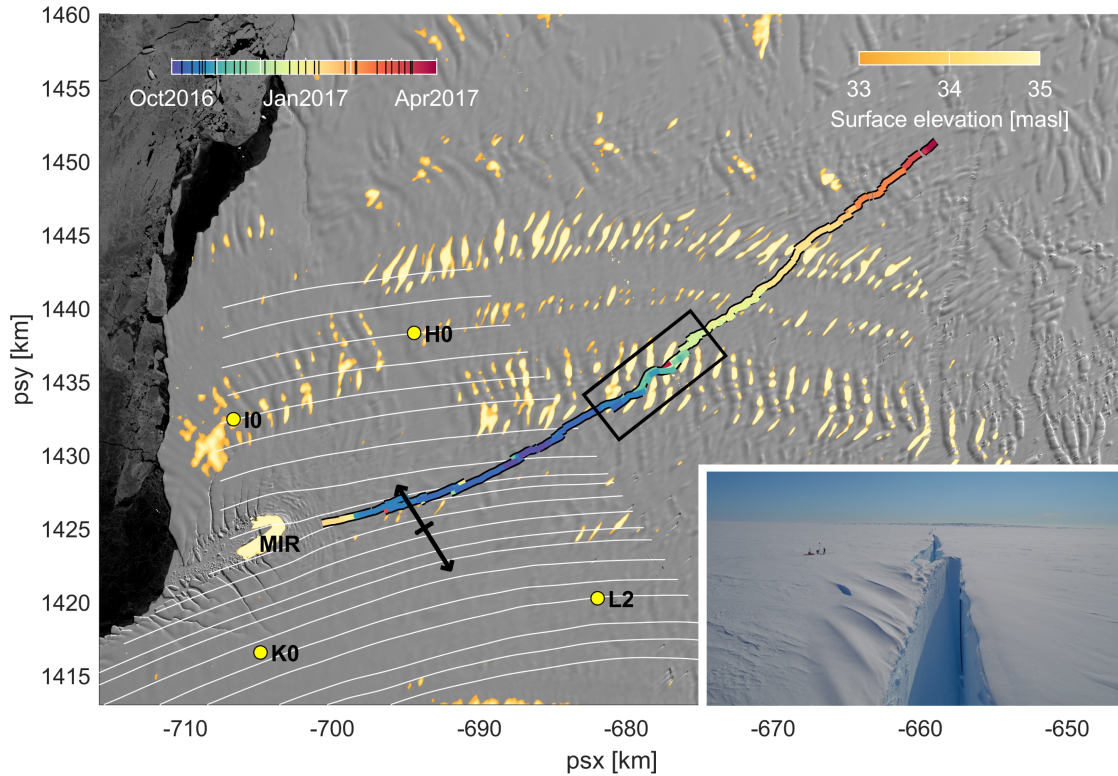 1460
1455
1450
1445
1440
1435
1430
1425
1420
1415
psy [km]
Oct2016 Jan2017 Apr2017
33 34 35
Surface elevation [masl]
H0
I0
MIR
L2
K0
-710 -700 -690 -680 -670 -660 -650
psx [km]